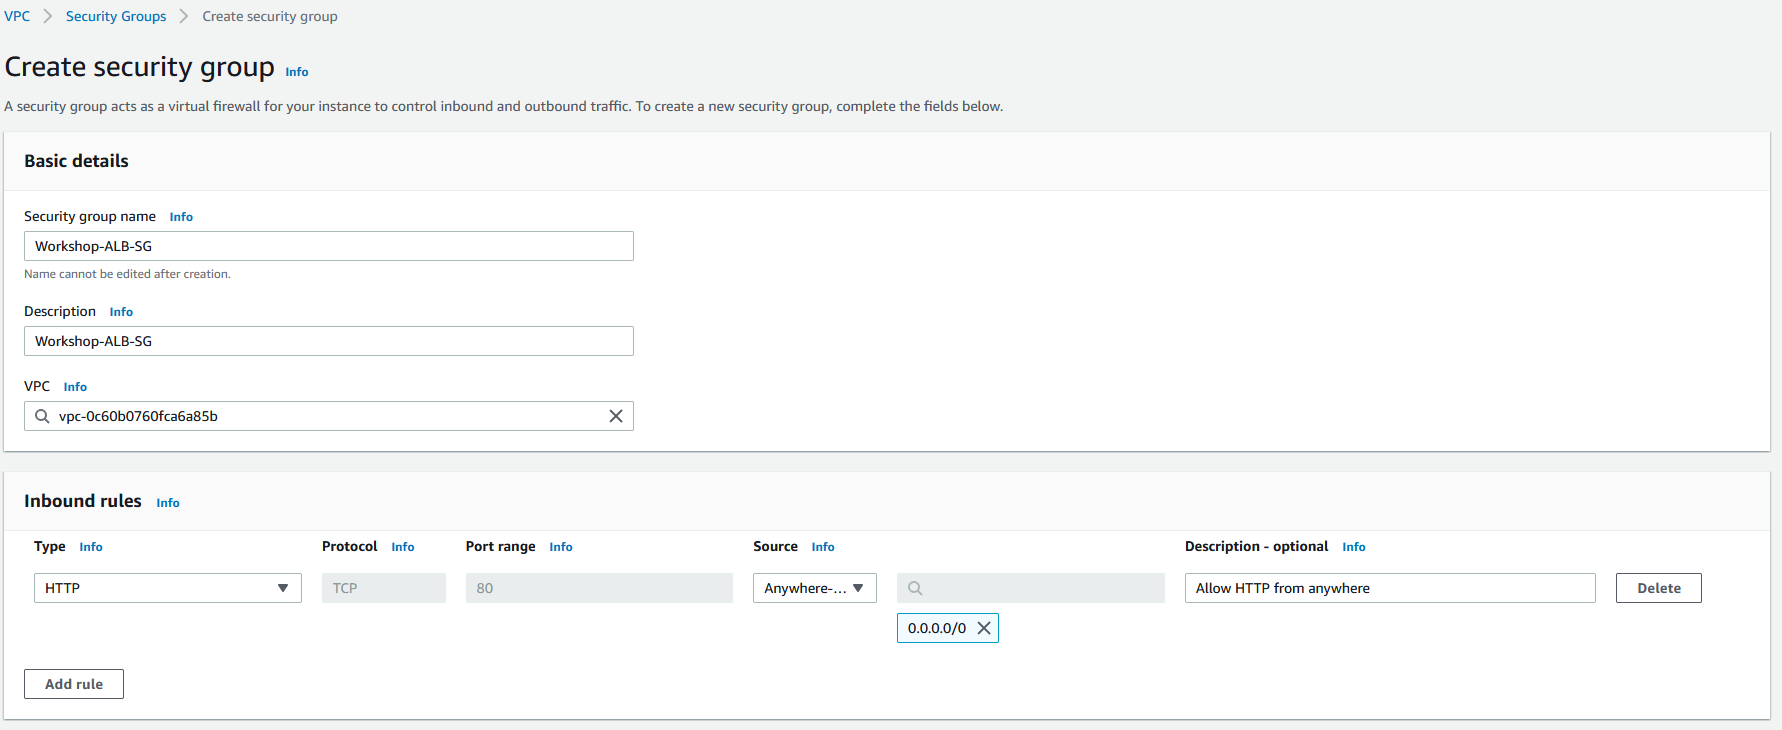 VPC > Security Groups > Create security group
Create security group Info
A security group acts as a virtual firewall for your instance to control inbound and outbound traffic. To create a new security group, complete the fields below.
Basic details
Security group name Info
Workshop-ALB-SG
Name cannot be edited after creation.
Description Info
Workshop-ALB-SG
VPC Info
vpc-0c60b0760fca6a85b
Inbound rules Info
Type Info Protocol Info Port range Info Source Info Description - optional Info
HTTP TCP 80 Anywhere-... Allow HTTP from anywhere Delete
0.0.0.0/0
Add rule